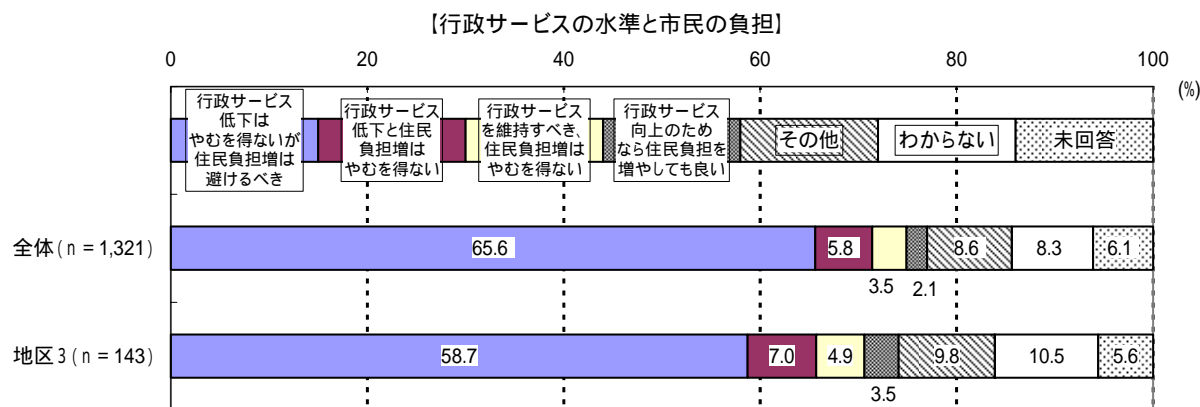 【行政サービスの水準と市民の負担】
0 20 40 60 80 100
(%)
行政サービス
低下は
やむを得ないが
住民負担増は
避けるべき
行政サービス
低下と住民
負担増は
やむを得ない
行政サービス
を維持すべき、
住民負担増は
やむを得ない
行政サービス
向上のため
なら住民負担を
増やしても良い
その他
わからない
未回答
全体(n = 1,321)
65.6 5.8 8.6 8.3 6.1
3.5 2.1
地区3(n = 143)
58.7 7.0 4.9 9.8 10.5 5.6
3.5